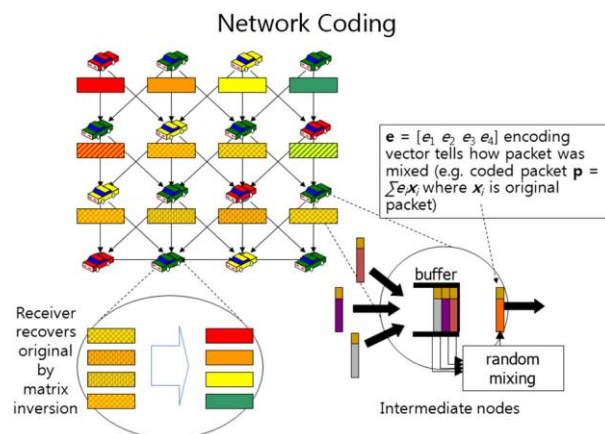 Network Coding
e = [e1 e2 e3 e4] encoding
vector tells how packet was
mixed (e.g. coded packet p =
∑eixi where xi is original
packet)
buffer
random
mixing
Intermediate nodes
Receiver
recovers
original
by
matrix
inversion